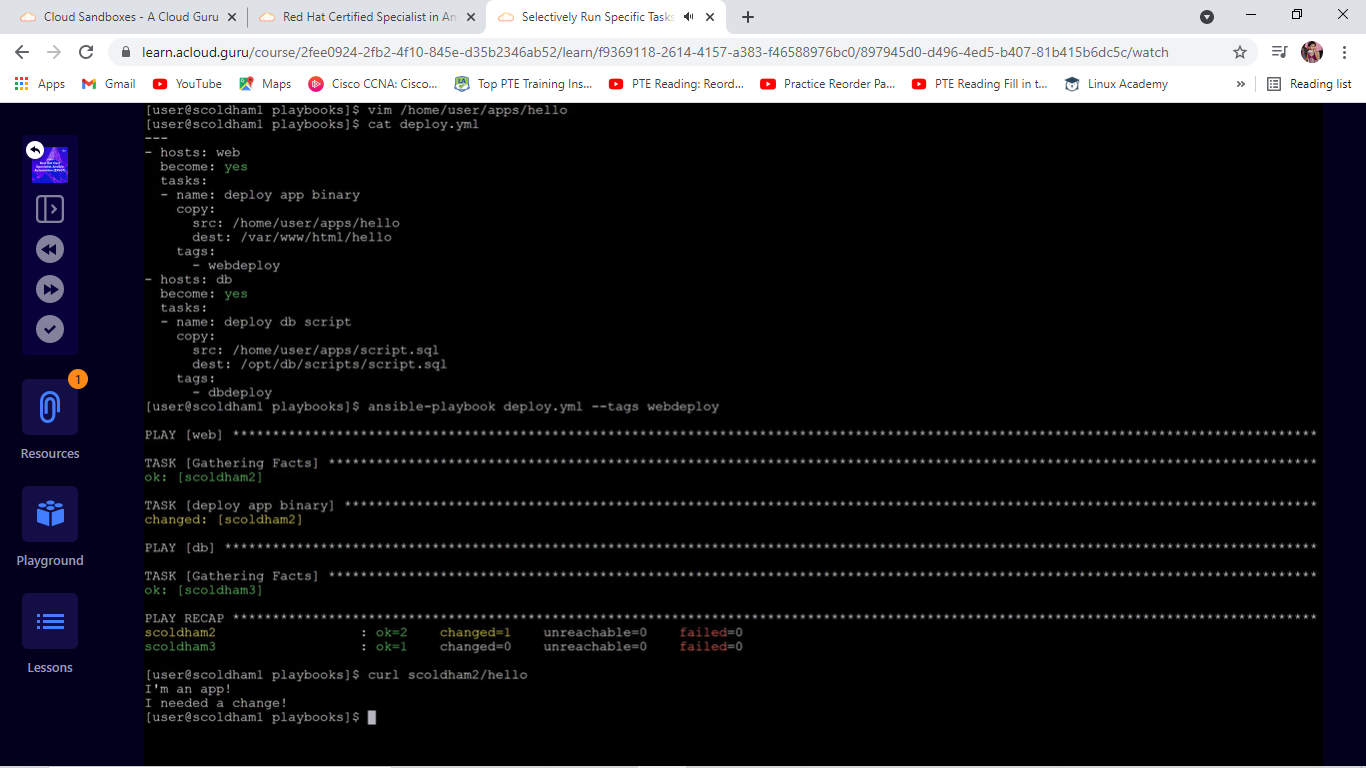 Cloud Sandboxes - A Cloud Guru
Red Hat Certified Specialist in An
Selectively Run Specific Tasks
learn.acloud.guru/course/2fee0924-2fb2-4f10-845e-d35b2346ab52/learn/f9369118-2614-4157-a383-f46588976bc0/897945d0-d496-4ed5-b407-81b415b6dc5c/watch
Apps Gmail YouTube Maps Cisco CCNA: Cisco... Top PTE Training Ins... PTE Reading: Reord... Practice Reorder Pa... PTE Reading Fill in t... Linux Academy » Reading list
[user@scoldham1 playbooks]$ vim /home/user/apps/hello
[user@scoldham1 playbooks]$ cat deploy.yml
---
- hosts: web
  become: yes
  tasks:
  - name: deploy app binary
    copy:
      src: /home/user/apps/hello
      dest: /var/www/html/hello
    tags:
      - webdeploy
- hosts: db
  become: yes
  tasks:
  - name: deploy db script
    copy:
      src: /home/user/apps/script.sql
      dest: /opt/db/scripts/script.sql
    tags:
      - dbdeploy
[user@scoldham1 playbooks]$ ansible-playbook deploy.yml --tags webdeploy
PLAY [web] ****************************************************************************************************************************************
TASK [Gathering Facts] ****************************************************************************************************************************
ok: [scoldham2]
TASK [deploy app binary] **************************************************************************************************************************
changed: [scoldham2]
PLAY [db] *****************************************************************************************************************************************
TASK [Gathering Facts] ****************************************************************************************************************************
ok: [scoldham3]
PLAY RECAP ****************************************************************************************************************************************
scoldham2 : ok=2 changed=1 unreachable=0 failed=0
scoldham3 : ok=1 changed=0 unreachable=0 failed=0
[user@scoldham1 playbooks]$ curl scoldham2/hello
I'm an app!
I needed a change!
[user@scoldham1 playbooks]$
1
Resources
Playground
Lessons